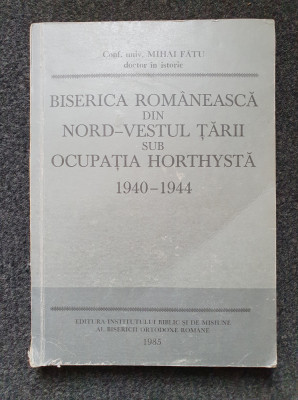 Conf. univ. MIHAI FĂTU
doctor în istorie
BISERICA ROMÂNEASCĂ
DIN
NORD-VESTUL ȚĂRII
SUB
OCUPAȚIA HORTHYSTĂ
1940-1944
EDITURA INSTITUTULUI BIBLIC ȘI DE MISIUNE
AL BISERICII ORTODOXE ROMÂNE
1985